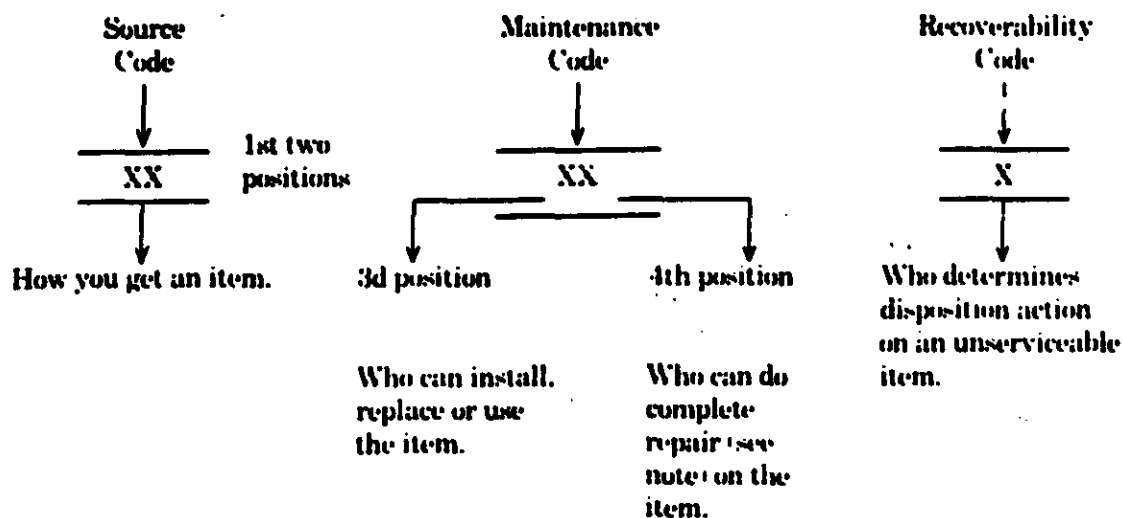 Source
Code
Maintenance
Code
Recoverability
Code
XX
1st two
positions
XX
X
How you get an item.
3d position
4th position
Who determines
disposition action
on an unserviceable
item.
Who can install,
replace or use
the item.
Who can do
complete
repair (see
note) on the
item.